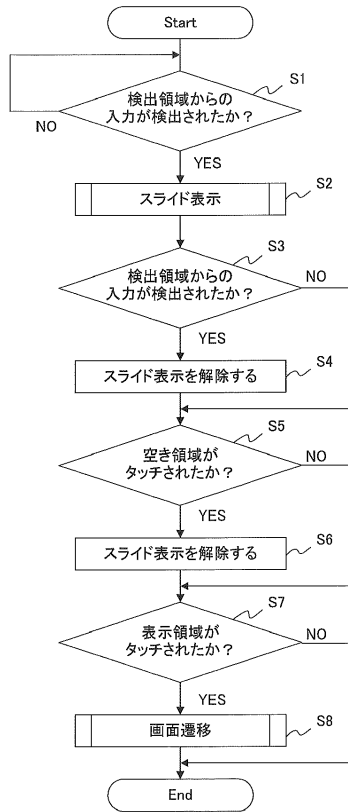 Start
S1
検出領域からの
入力が検出されたか？
NO
YES
スライド表示
S2
S3
検出領域からの
入力が検出されたか？
NO
YES
スライド表示を解除する
S4
S5
空き領域が
タッチされたか？
NO
YES
スライド表示を解除する
S6
S7
表示領域が
タッチされたか？
NO
YES
画面遷移
S8
End